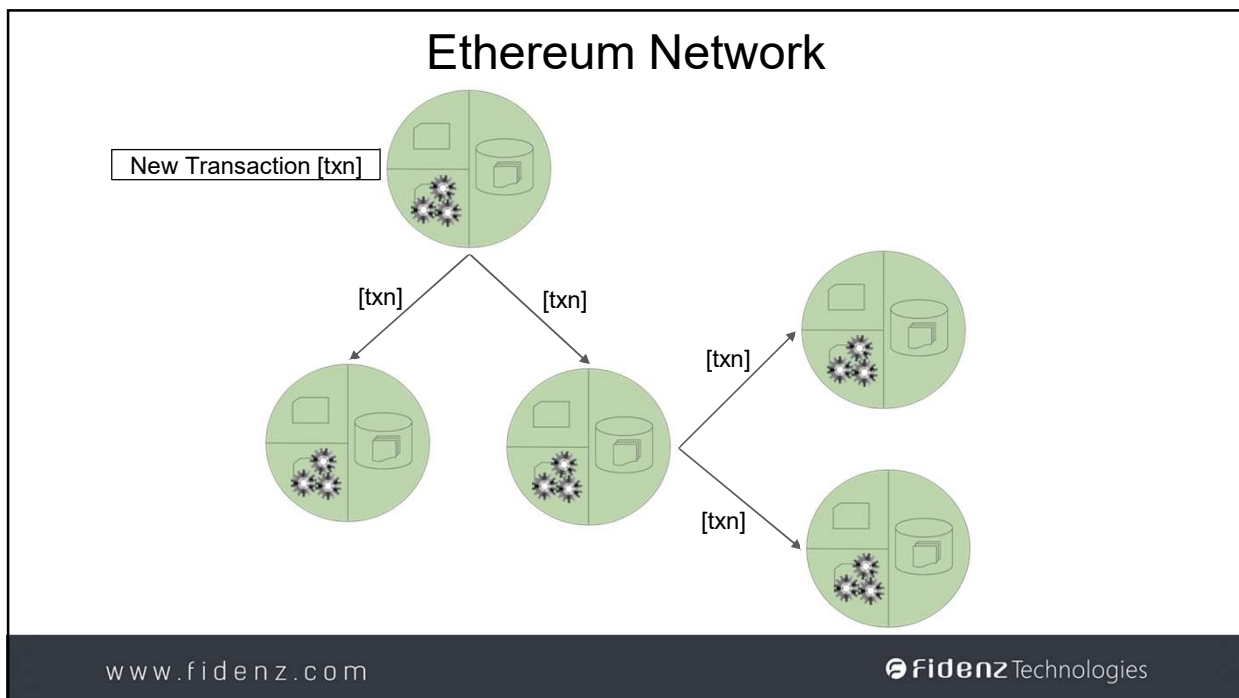 Ethereum Network
New Transaction [txn]
[txn]
[txn]
[txn]
[txn]
www.fidenz.com
Fidenz Technologies